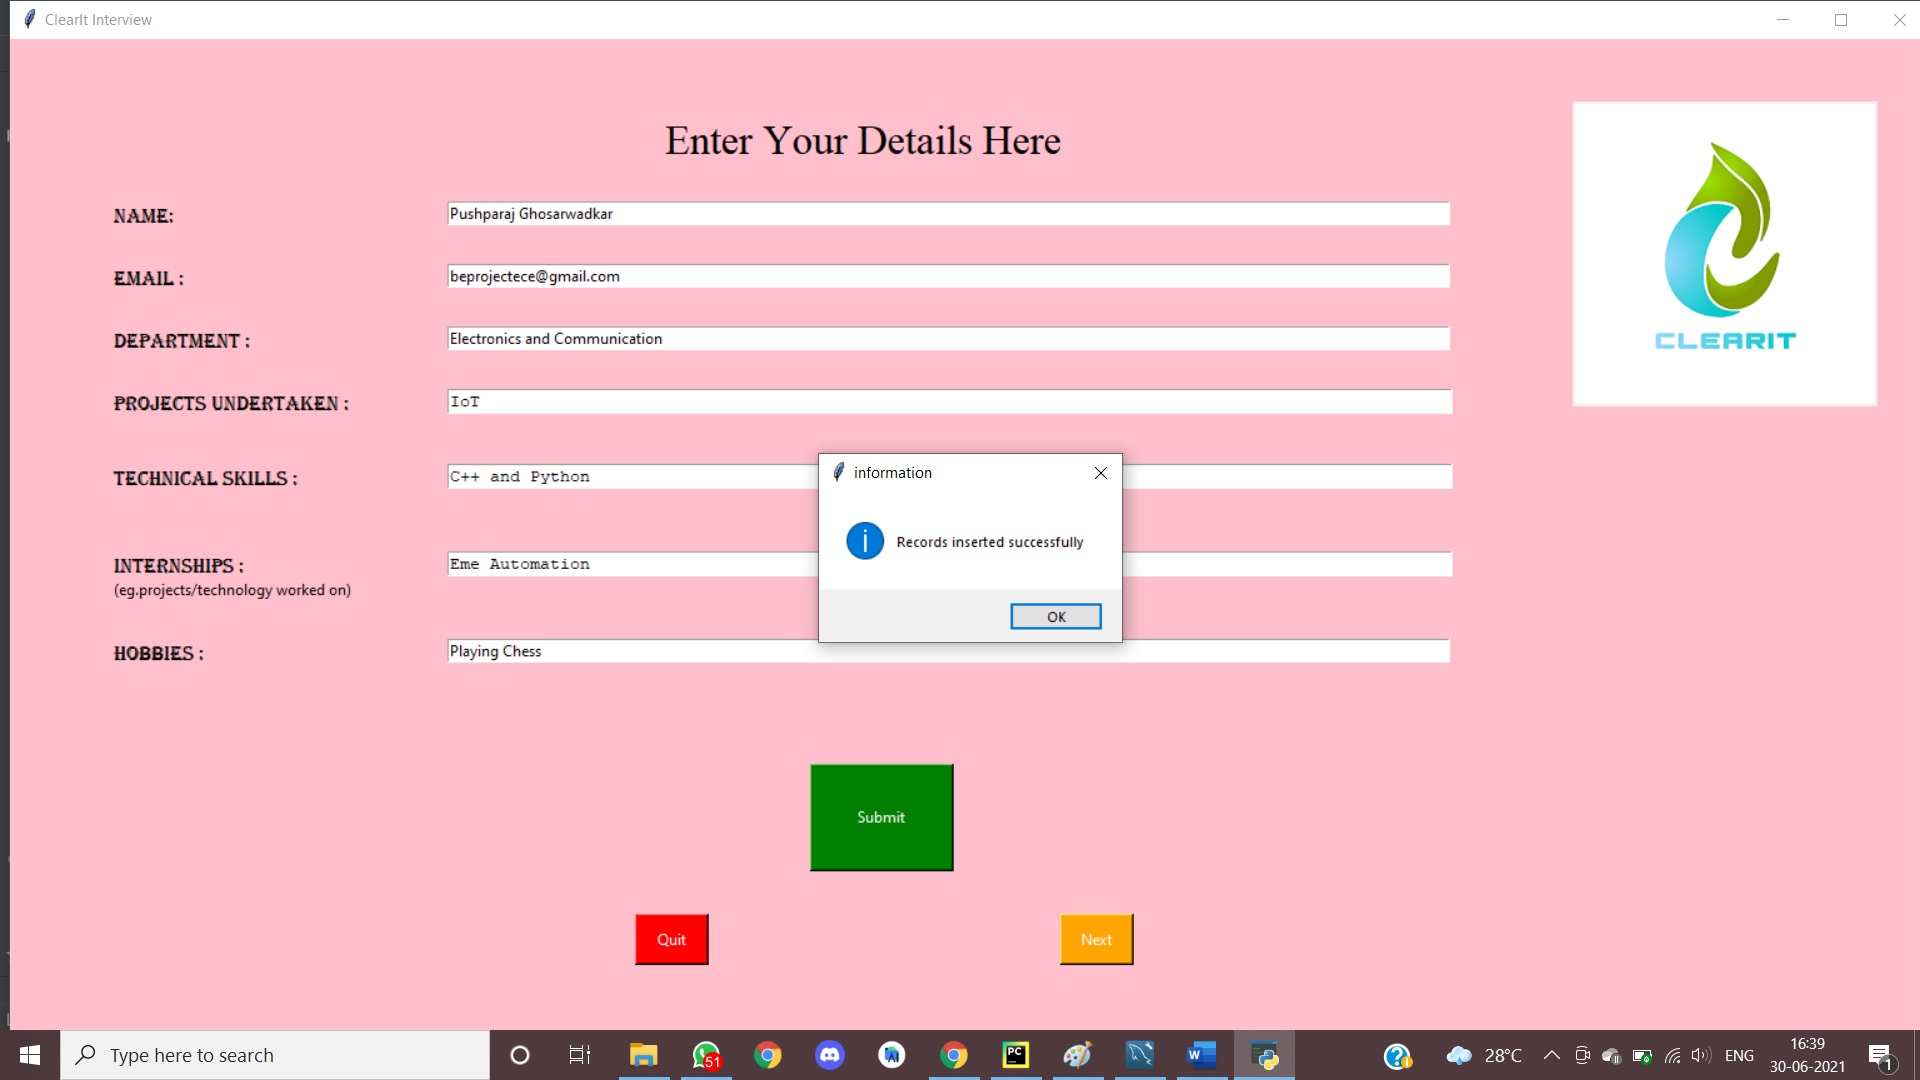 ClearIt Interview
Enter Your Details Here
NAME:
Pushparaj Ghosarwadkar
EMAIL :
beprojectece@gmail.com
DEPARTMENT :
Electronics and Communication
PROJECTS UNDERTAKEN :
IoT
TECHNICAL SKILLS :
C++ and Python
INTERNSHIPS :
(eg.projects/technology worked on)
Eme Automation
HOBBIES :
Playing Chess
CLEARIT
information
i
Records inserted successfully
OK
Submit
Quit
Next
Type here to search
51
PC
W
?
28°C
ENG
16:39
30-06-2021
1